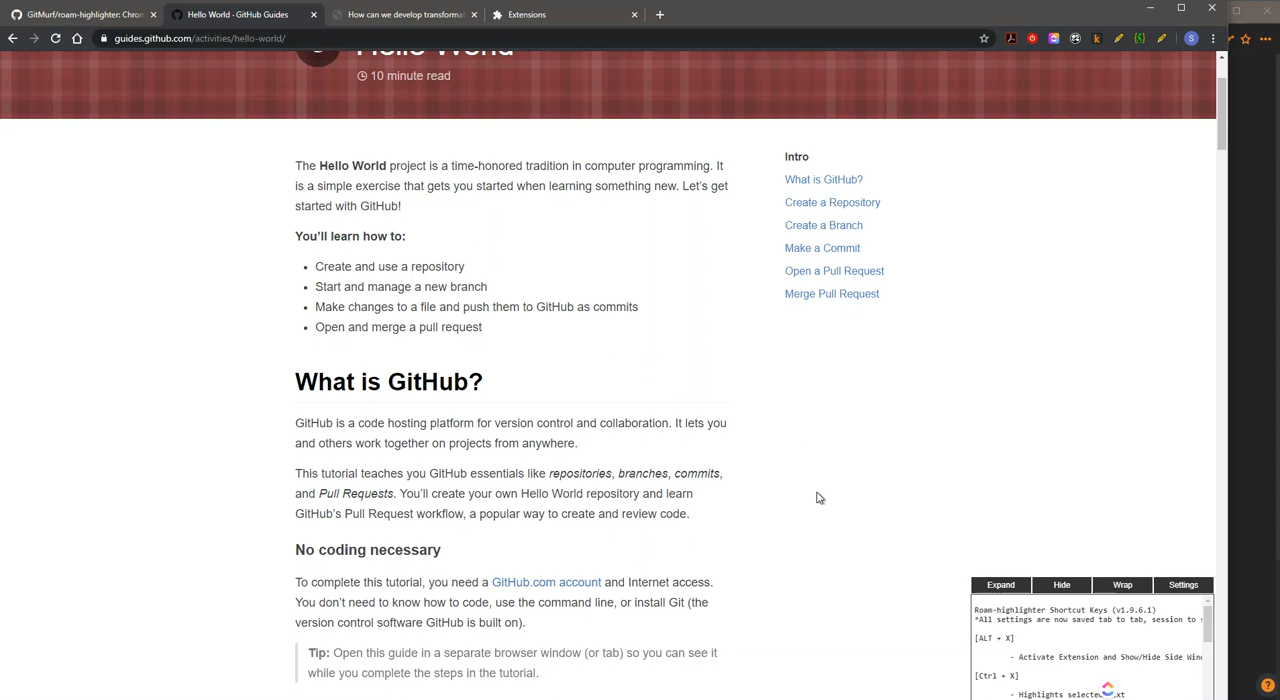 GitMurf/roam-highlighter: Chrom
Hello World · GitHub Guides
How can we develop transformat
Extensions
guides.github.com/activities/hello-world/
S
Hello World
10 minute read
The Hello World project is a time-honored tradition in computer programming. It
is a simple exercise that gets you started when learning something new. Let's get
started with GitHub!
You'll learn how to:
Create and use a repository
Start and manage a new branch
Make changes to a file and push them to GitHub as commits
Open and merge a pull request
Intro
What is GitHub?
Create a Repository
Create a Branch
Make a Commit
Open a Pull Request
Merge Pull Request
What is GitHub?
GitHub is a code hosting platform for version control and collaboration. It lets you
and others work together on projects from anywhere.
This tutorial teaches you GitHub essentials like repositories, branches, commits,
and Pull Requests. You'll create your own Hello World repository and learn
GitHub's Pull Request workflow, a popular way to create and review code.
No coding necessary
To complete this tutorial, you need a GitHub.com account and Internet access.
You don't need to know how to code, use the command line, or install Git (the
version control software GitHub is built on).
Tip: Open this guide in a separate browser window (or tab) so you can see it
while you complete the steps in the tutorial.
Expand Hide Wrap Settings
Roam-highlighter Shortcut Keys (v1.9.6.1)
*All settings are now saved tab to tab, session to s
[ALT + X]
- Activate Extension and Show/Hide Side Wind
[Ctrl + X]
- Highlights selected text